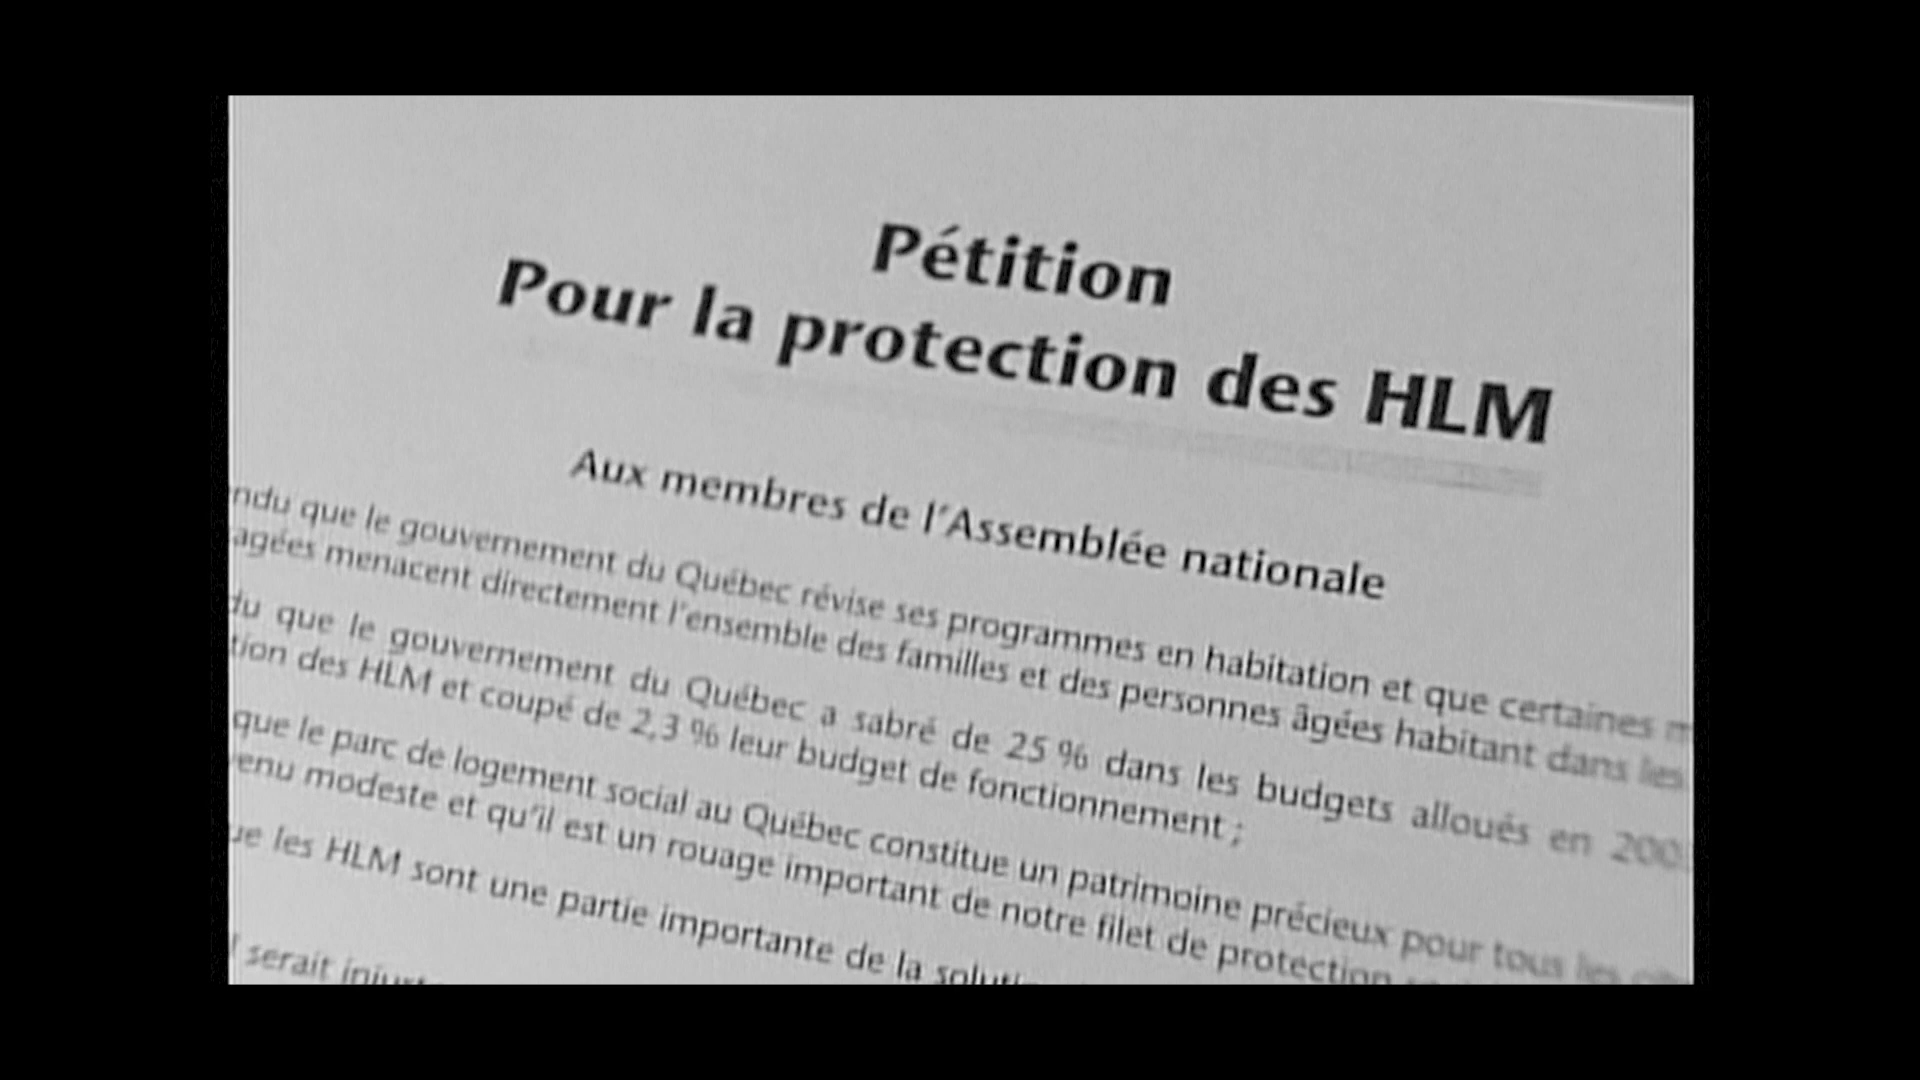 Pétition
Pour la protection des HLM
Aux membres de l'Assemblée nationale
ndu que le gouvernement du Québec révise ses programmes en habitation et que certaines
agées menacent directement l'ensemble des familles et des personnes âgées habitant dans les
du que le gouvernement du Québec a sabré de 25 % dans les budgets alloués en 200
tion des HLM et coupé de 2,3 % leur budget de fonctionnement ;
que le parc de logement social au Québec constitue un patrimoine précieux pour tous les
venu modeste et qu'il est un rouage important de notre filet de protection
ue les HLM sont une partie importante de la
serait